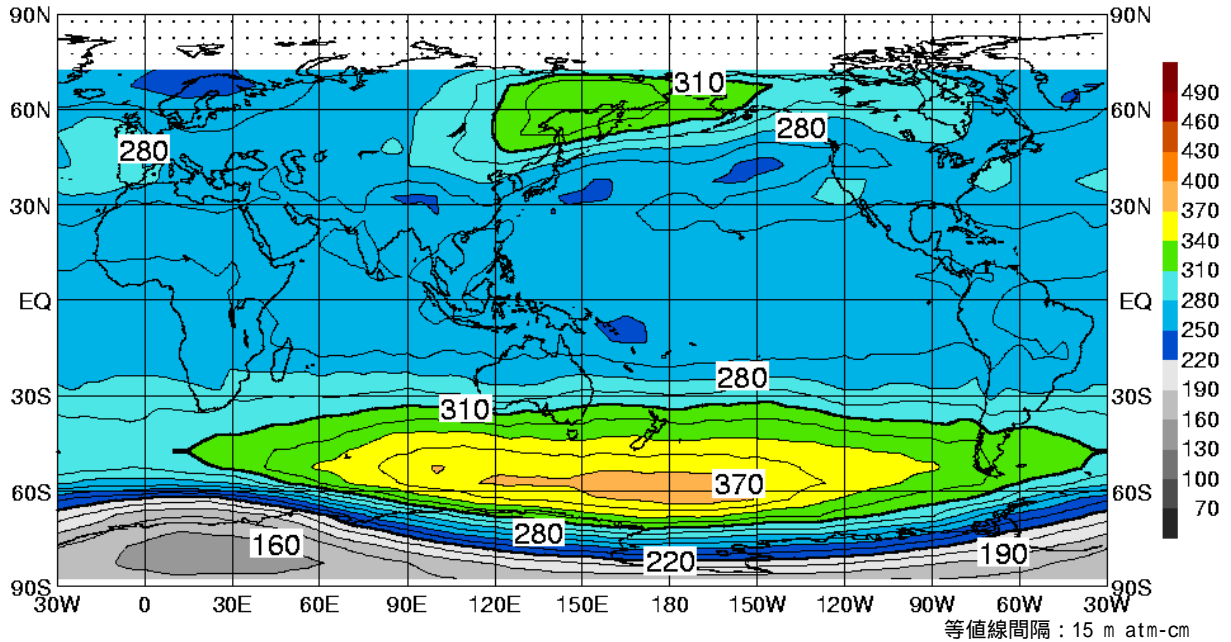 90N 90N
310
60N 60N
280 280
30N 30N
EQ EQ
280
30S 310 30S
370
60S 60S
160 280 220 190
90S 90S
30W 0 30E 60E 90E 120E 150E 180 150W 120W 90W 60W 30W
490
460
430
400
370
340
310
280
250
220
190
160
130
100
70
等値線間隔：15 m atm-cm